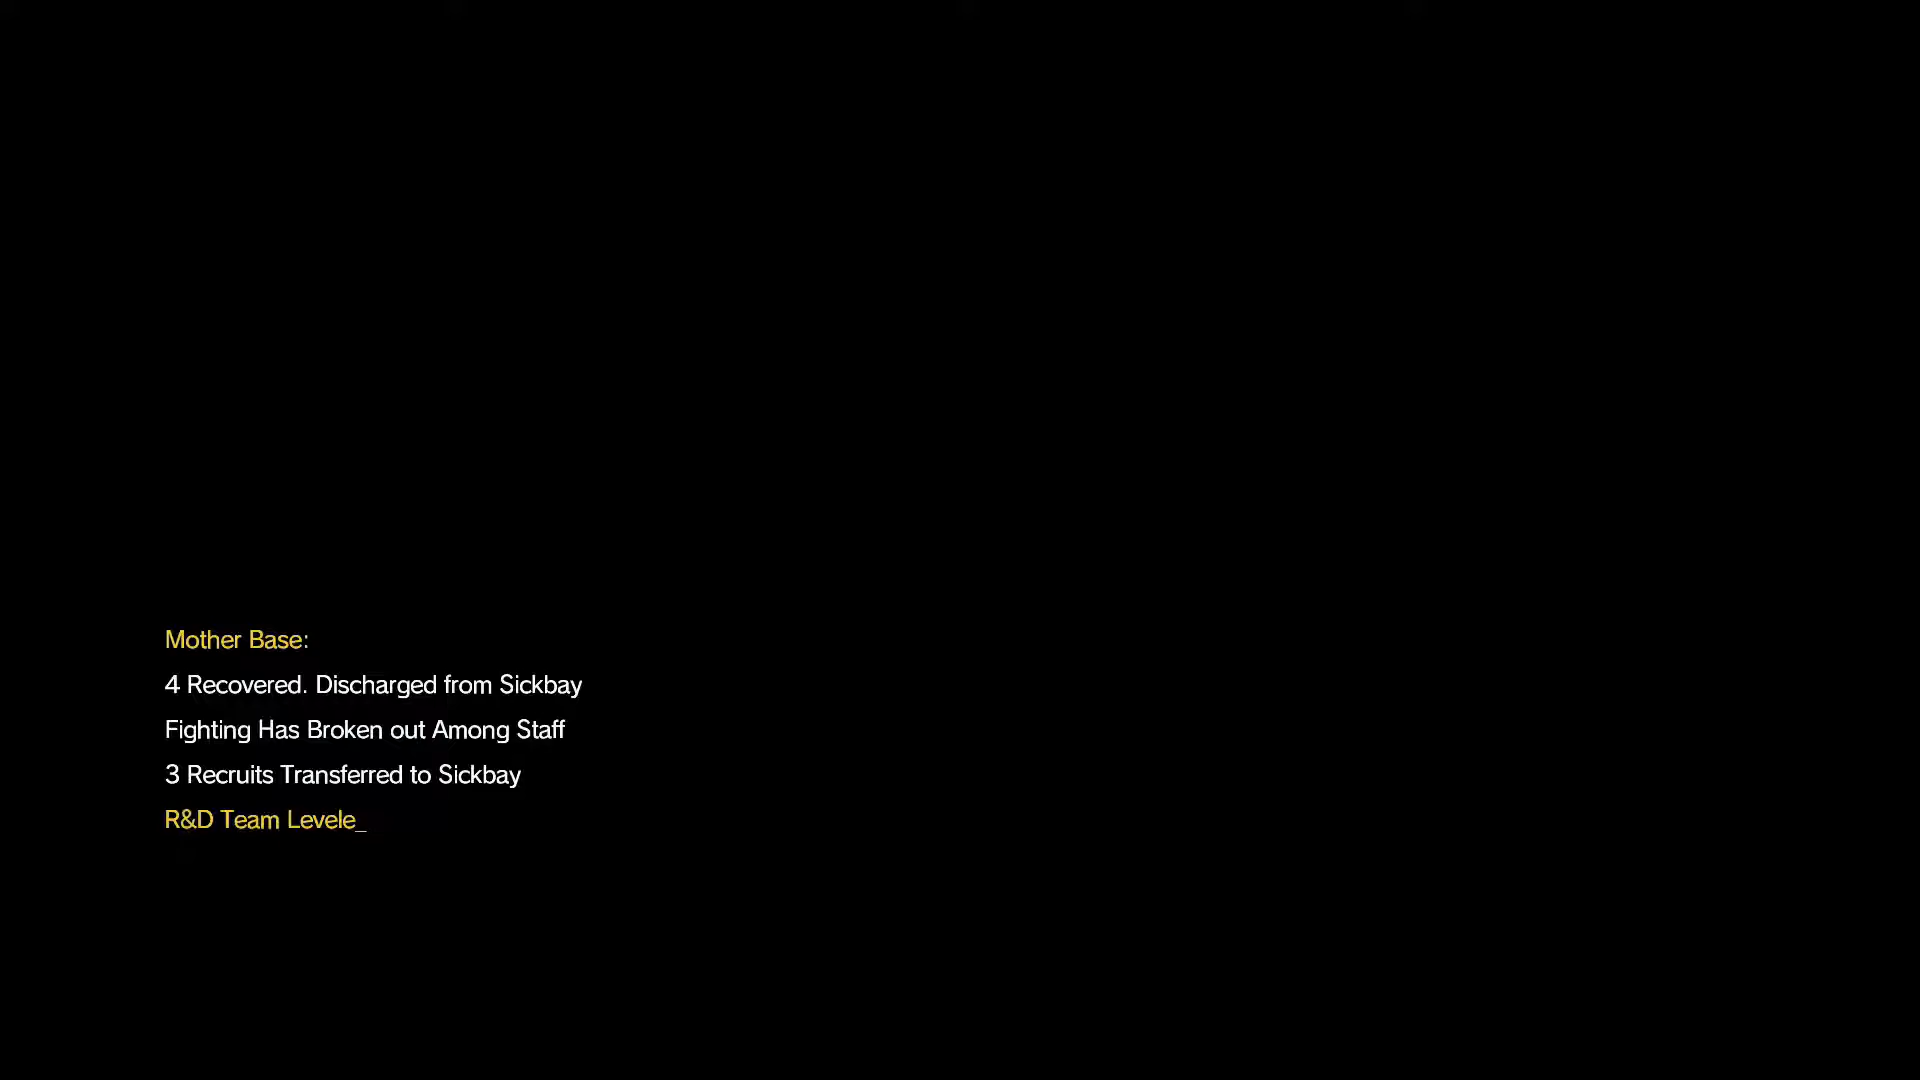 Mother Base:
4 Recovered. Discharged from Sickbay
Fighting Has Broken out Among Staff
3 Recruits Transferred to Sickbay
R&D Team Levele_